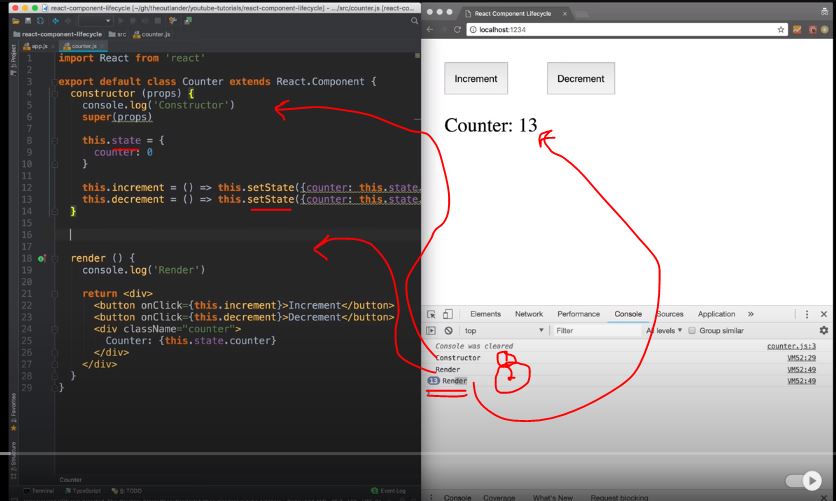 react-component-lifecycle [~/gh/theoutlander/youtube-tutorials/react-component-lifecycle] - .../src/counter.js [react-co...
react-component-lifecycle
src
counter.js
app.js
counter.js
1: Project
1 import React from 'react'
2
3 export default class Counter extends React.Component {
4 constructor (props) {
5 console.log('Constructor')
6 super(props)
7
8 this.state = {
9 counter: 0
10 }
11
12 this.increment = () => this.setState({counter: this.state.
13 this.decrement = () => this.setState({counter: this.state.
14 }
15
16
17
18 render () {
19 console.log('Render')
20
21 return <div>
22 <button onClick={this.increment}>Increment</button>
23 <button onClick={this.decrement}>Decrement</button>
24 <div className="counter">
25 Counter: {this.state.counter}
26 </div>
27 </div>
28 }
29 }
2: Favorites
Structure
Counter
Terminal
TypeScript
6: TODO
Event Log
React Component Lifecycle
localhost:1234
Increment
Decrement
Counter: 13
Elements
Network
Performance
Console
Sources
Application
»
top
Filter
All levels
Group similar
Console was cleared counter.js:3
Constructor 1 VM52:29
Render 2 VM52:49
13 Render VM52:49
Console
Coverage
What's New
Request blocking